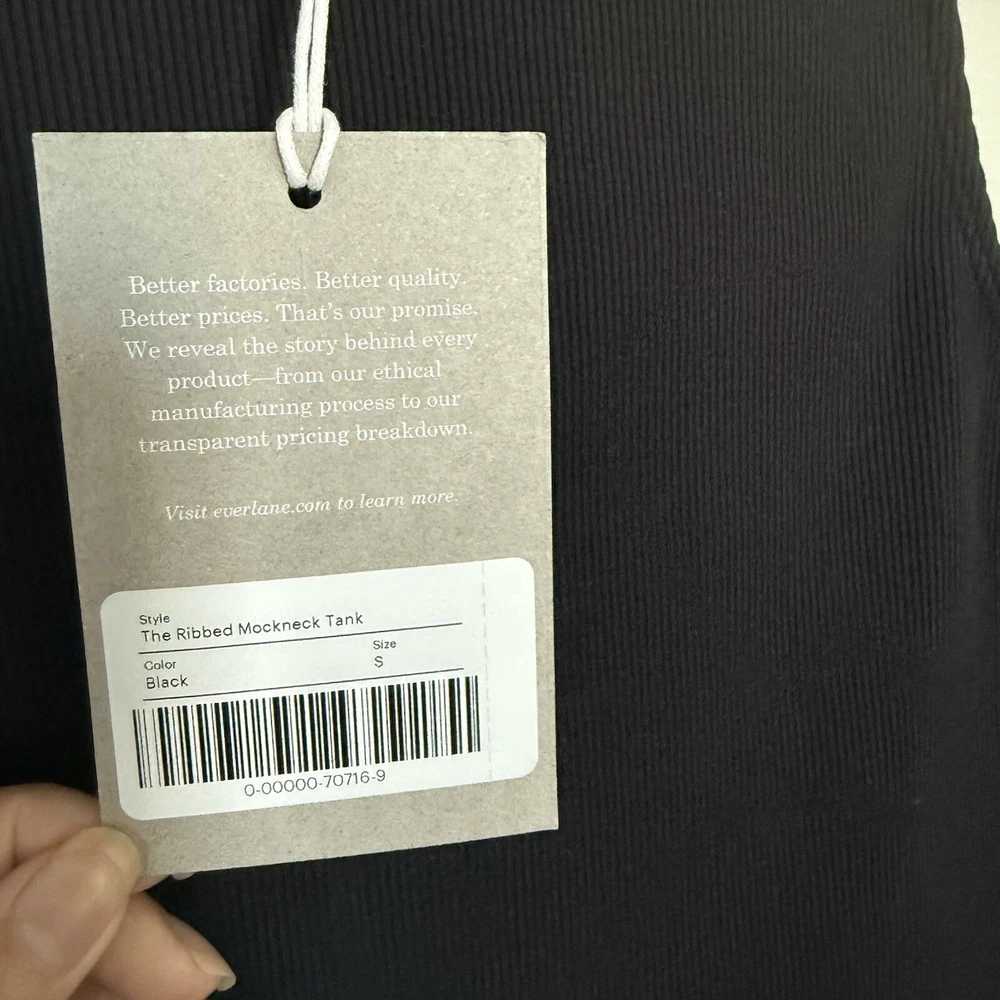 Better factories. Better quality.
Better prices. That's our promise.
We reveal the story behind every
product—from our ethical
manufacturing process to our
transparent pricing breakdown.
Visit everlane.com to learn more.
Style
The Ribbed Mockneck Tank
Color
Black
Size
S
0-00000-70716-9